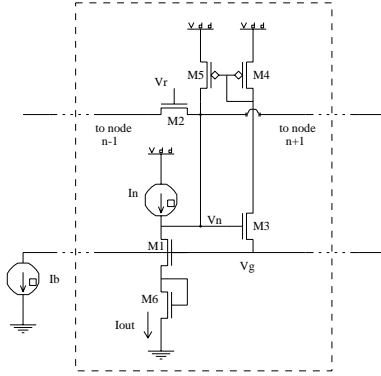 Vdd Vdd
M5 M4
Vr
M2
to node
n-1
to node
n+1
Vdd
In
Vn M3
M1
Vg
Ib
M6
Iout